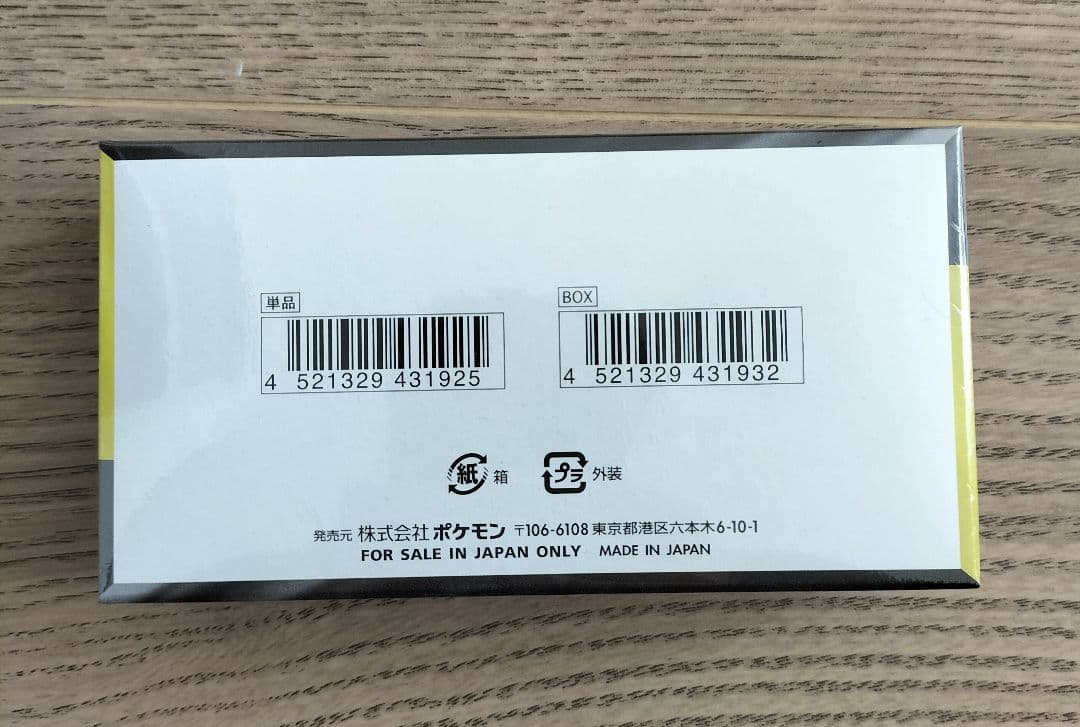 単品
4 521329 431925
BOX
4 521329 431932
紙 箱
プラ 外装
発売元 株式会社 ポケモン 〒106-6108 東京都港区六本木6-10-1
FOR SALE IN JAPAN ONLY MADE IN JAPAN